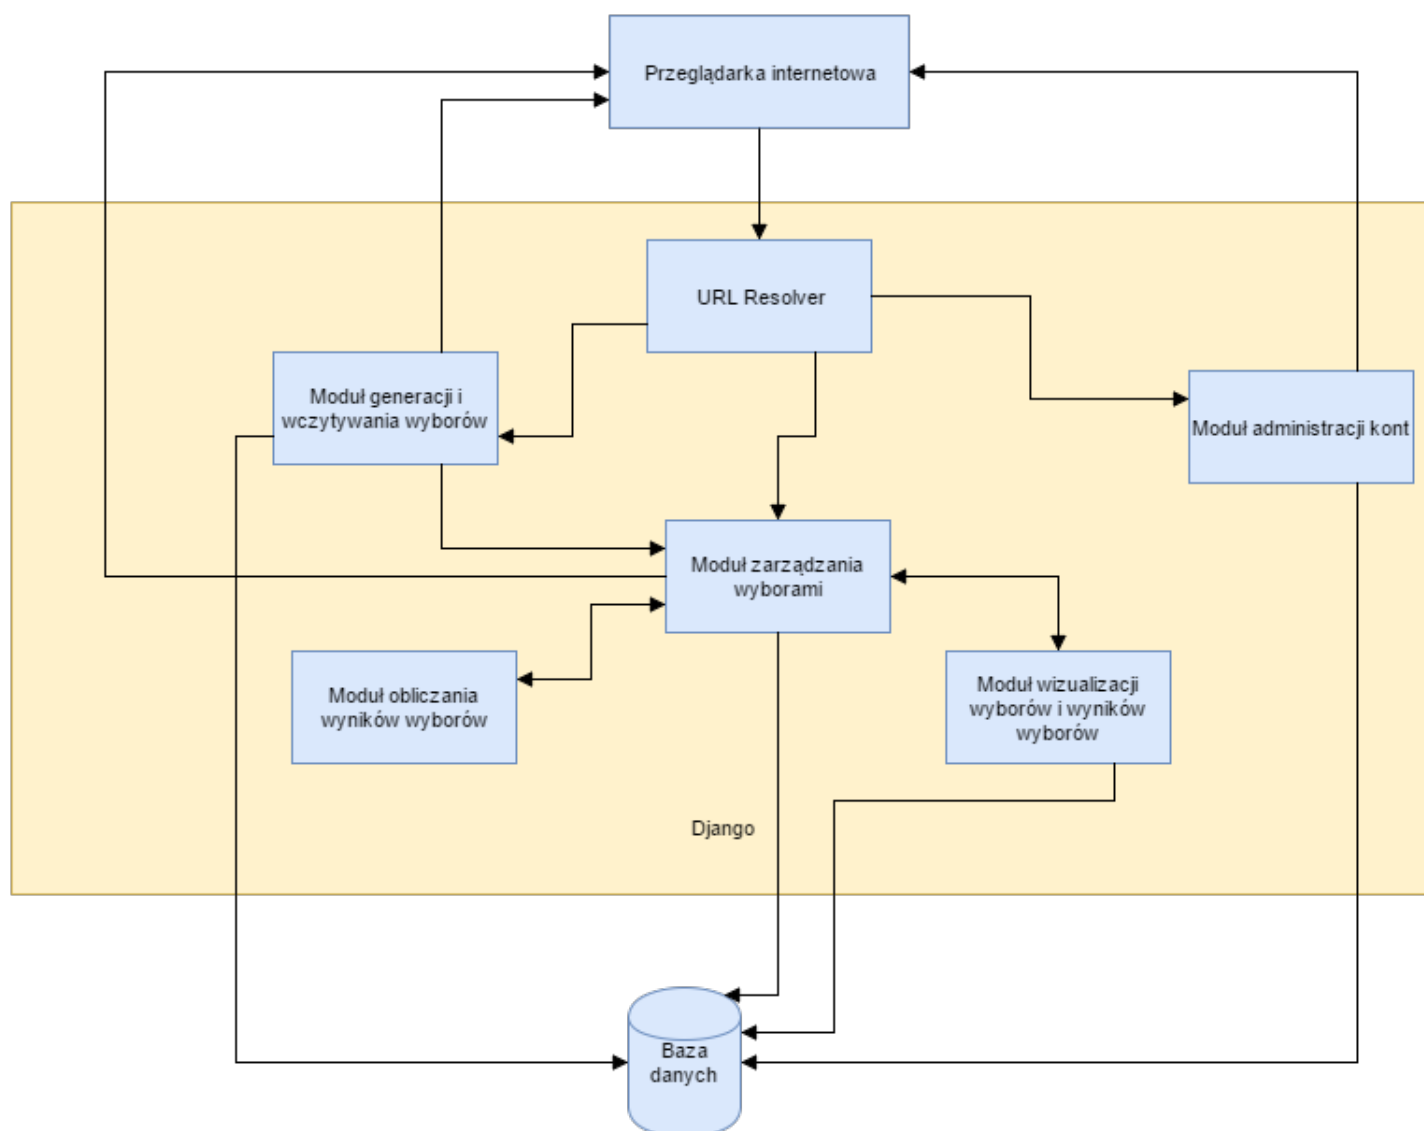 Przeglądarka internetowa
URL Resolver
Moduł generacji i
wczytywania wyborów
Moduł administracji kont
Moduł zarządzania
wyborami
Moduł obliczania
wyników wyborów
Moduł wizualizacji
wyborów i wyników
wyborów
Django
Baza
danych